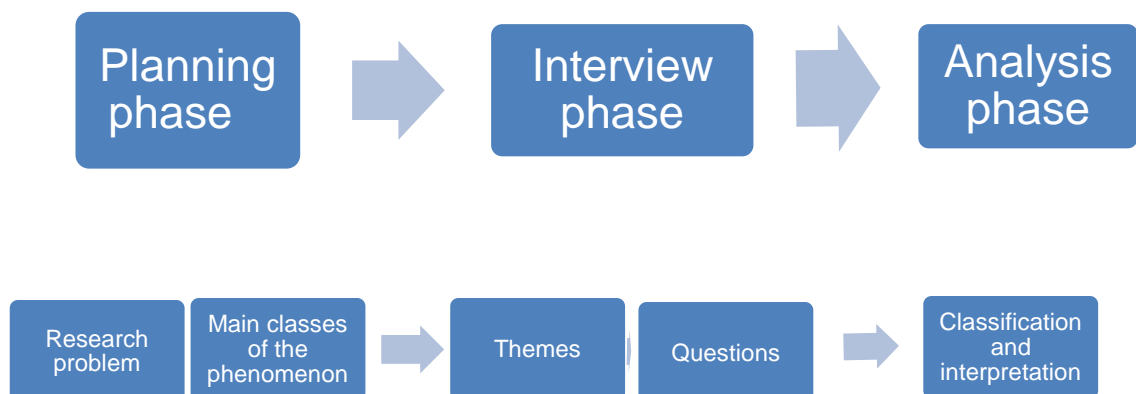 Planning
phase
Interview
phase
Analysis
phase
Research
problem
Main classes
of the
phenomenon
Themes
Questions
Classification
and
interpretation